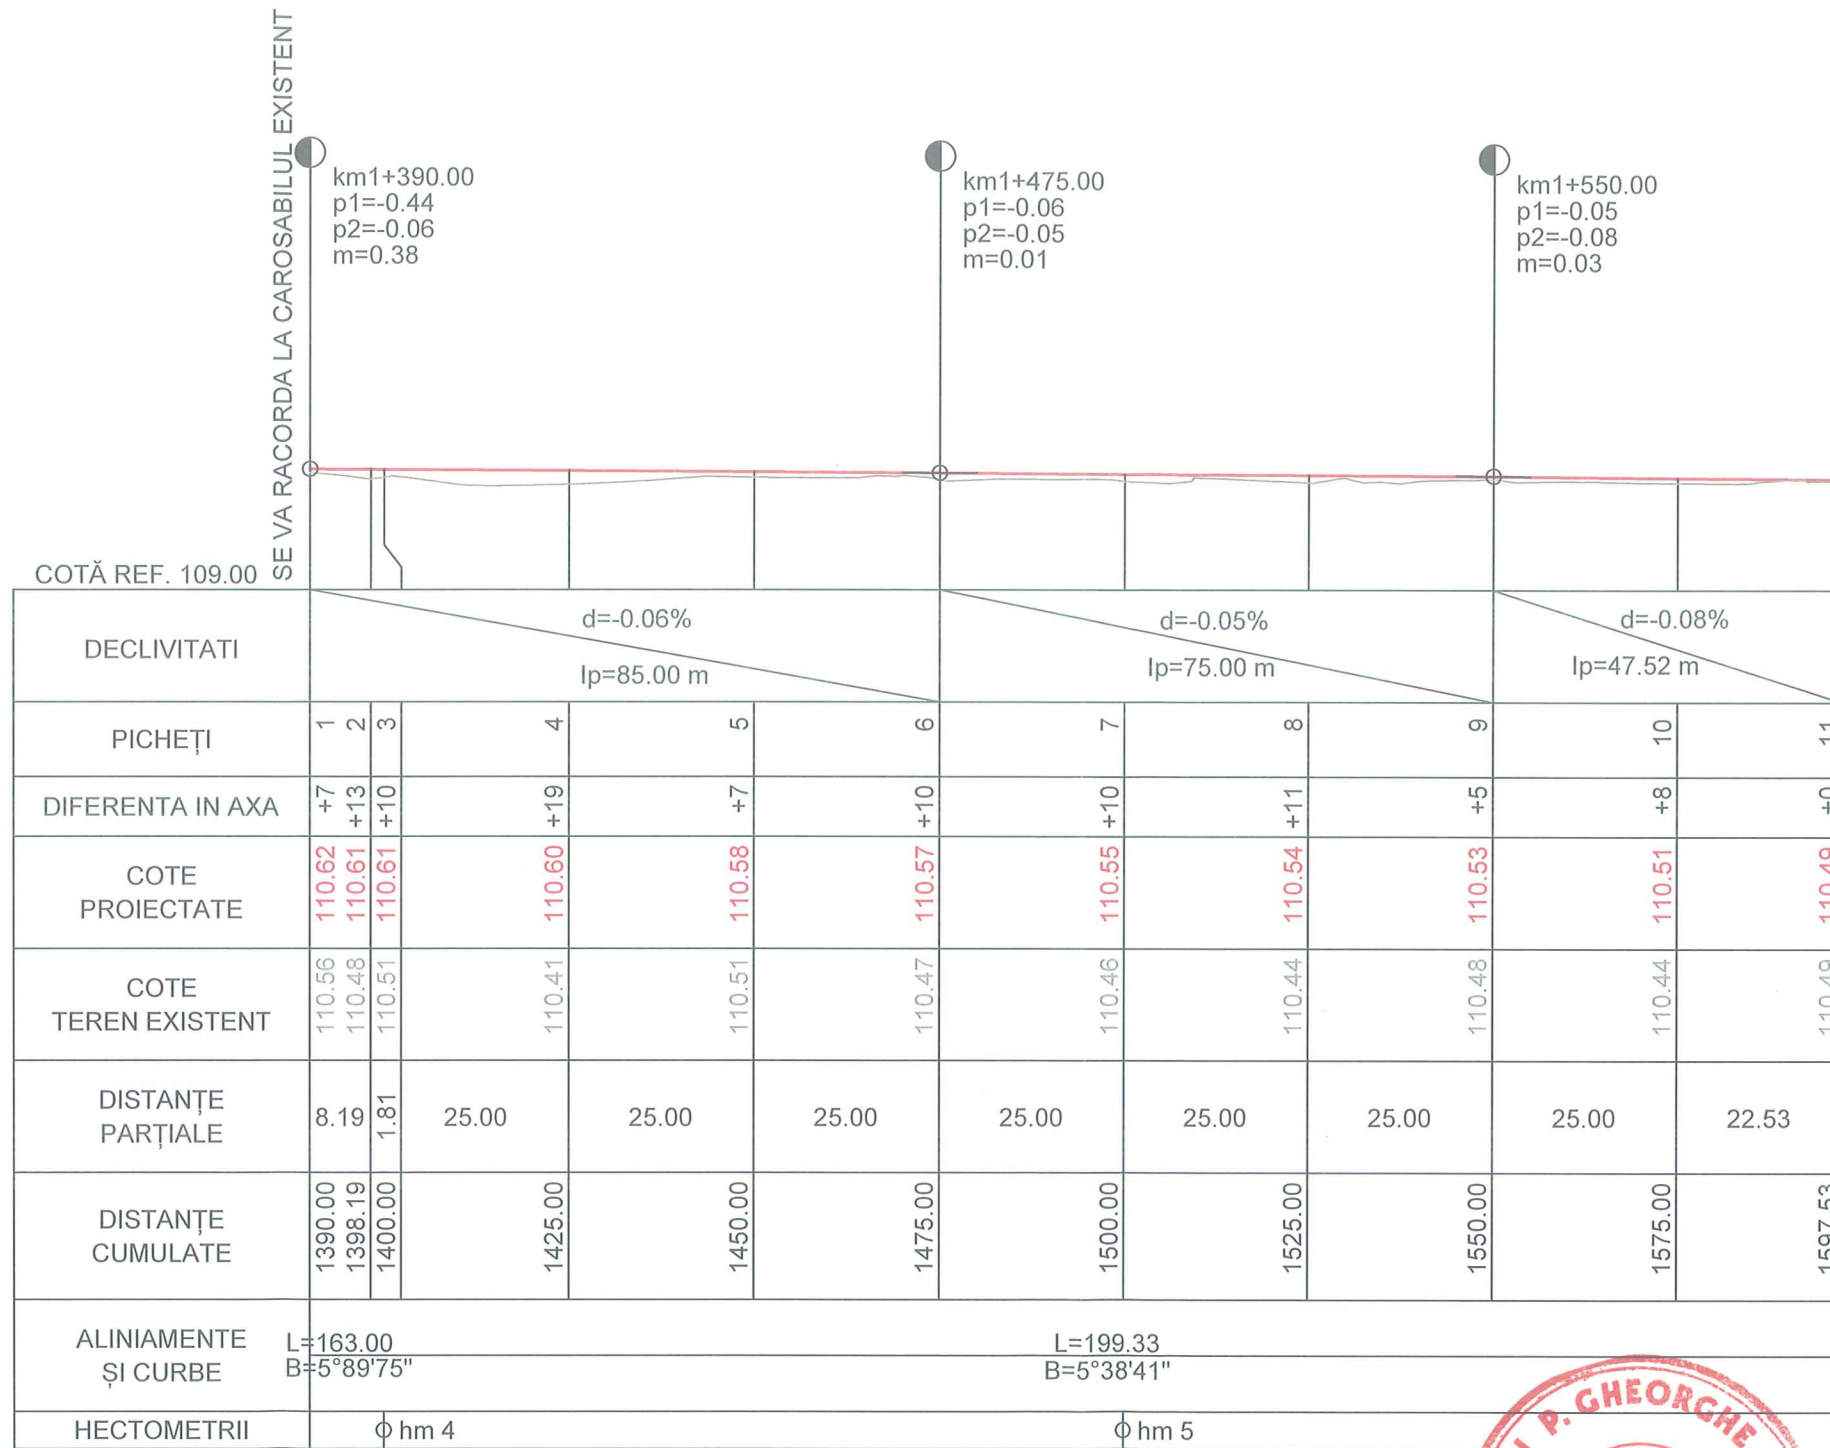 SE VA RACORDA LA CAROSABILUL EXISTENT
km1+390.00
p1=-0.44
p2=-0.06
m=0.38
km1+475.00
p1=-0.06
p2=-0.05
m=0.01
km1+550.00
p1=-0.05
p2=-0.08
m=0.03
COTĂ REF. 109.00
DECLIVITATI
d=-0.06%
lp=85.00 m
d=-0.05%
lp=75.00 m
d=-0.08%
lp=47.52 m
PICHEȚI
1 2 3 4 5 6 7 8 9 10 11
DIFERENTA IN AXA
+7 +13 +10 +19 +7 +10 +10 +11 +5 +8 +0
COTE
PROIECTATE
110.62 110.61 110.61 110.60 110.58 110.57 110.55 110.54 110.53 110.51 110.49
COTE
TEREN EXISTENT
110.56 110.48 110.51 110.41 110.51 110.47 110.46 110.44 110.48 110.44 110.49
DISTANȚE
PARȚIALE
8.19 1.81 25.00 25.00 25.00 25.00 25.00 25.00 25.00 22.53
DISTANȚE
CUMULATE
1390.00 1398.19 1400.00 1425.00 1450.00 1475.00 1500.00 1525.00 1550.00 1575.00 1597.53
ALINIAMENTE
ȘI CURBE
L=163.00
B=5°89'75"
L=199.33
B=5°38'41"
HECTOMETRII
hm 4
hm 5
P. GHEORGHE